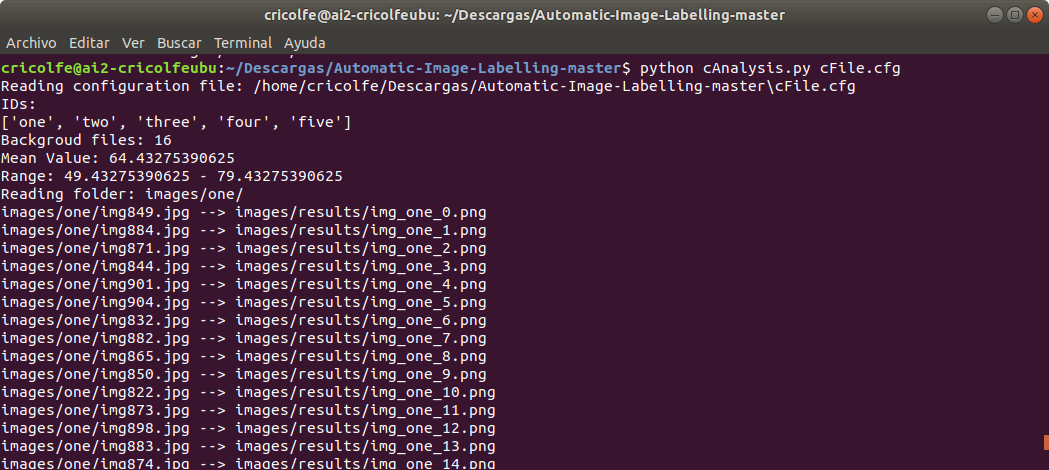 cricolfe@ai2-cricolfeubu: ~/Descargas/Automatic-Image-Labelling-master
Archivo Editar Ver Buscar Terminal Ayuda
cricolfe@ai2-cricolfeubu:~/Descargas/Automatic-Image-Labelling-master$ python cAnalysis.py cFile.cfg
Reading configuration file: /home/cricolfe/Descargas/Automatic-Image-Labelling-master\cFile.cfg
IDs:
['one', 'two', 'three', 'four', 'five']
Backgroud files: 16
Mean Value: 64.43275390625
Range: 49.43275390625 - 79.43275390625
Reading folder: images/one/
images/one/img849.jpg --> images/results/img_one_0.png
images/one/img884.jpg --> images/results/img_one_1.png
images/one/img871.jpg --> images/results/img_one_2.png
images/one/img844.jpg --> images/results/img_one_3.png
images/one/img901.jpg --> images/results/img_one_4.png
images/one/img904.jpg --> images/results/img_one_5.png
images/one/img832.jpg --> images/results/img_one_6.png
images/one/img882.jpg --> images/results/img_one_7.png
images/one/img865.jpg --> images/results/img_one_8.png
images/one/img850.jpg --> images/results/img_one_9.png
images/one/img822.jpg --> images/results/img_one_10.png
images/one/img873.jpg --> images/results/img_one_11.png
images/one/img898.jpg --> images/results/img_one_12.png
images/one/img883.jpg --> images/results/img_one_13.png
images/one/img874.jpg --> images/results/img_one_14.png